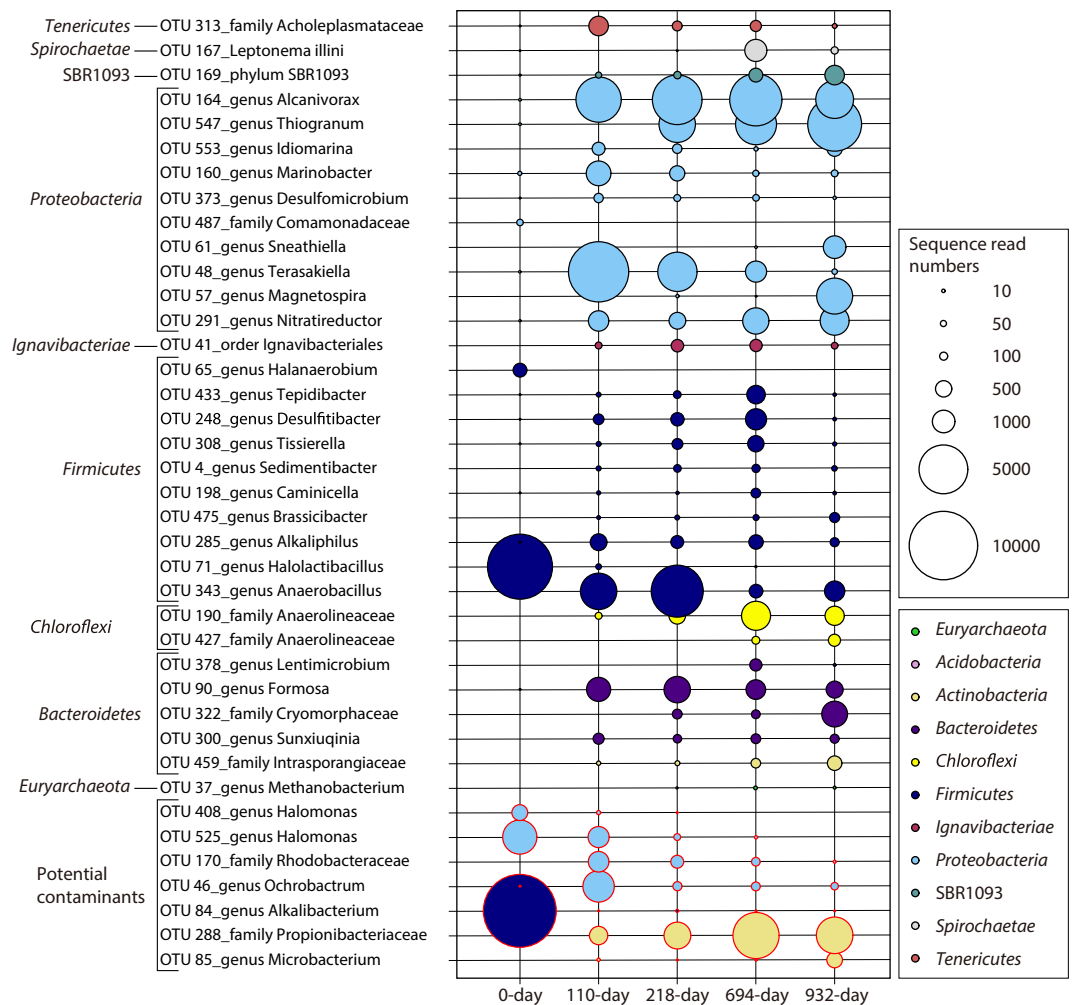 Tenericutes
OTU 313_family Acholeplasmataceae
Spirochaetae
OTU 167_Leptonema illini
SBR1093
OTU 169_phylum SBR1093
OTU 164_genus Alcanivorax
OTU 547_genus Thiogranum
OTU 553_genus Idiomarina
OTU 160_genus Marinobacter
Proteobacteria
OTU 373_genus Desulfomicrobium
OTU 487_family Comamonadaceae
OTU 61_genus Sneathiella
OTU 48_genus Terasakiella
OTU 57_genus Magnetospira
OTU 291_genus Nitratireductor
Ignavibacteriae
OTU 41_order Ignavibacteriales
OTU 65_genus Halanaerobium
OTU 433_genus Tepidibacter
OTU 248_genus Desulfitibacter
OTU 308_genus Tissierella
Firmicutes
OTU 4_genus Sedimentibacter
OTU 198_genus Caminicella
OTU 475_genus Brassicibacter
OTU 285_genus Alkaliphilus
OTU 71_genus Halolactibacillus
OTU 343_genus Anaerobacillus
Chloroflexi
OTU 190_family Anaerolineaceae
OTU 427_family Anaerolineaceae
OTU 378_genus Lentimicrobium
OTU 90_genus Formosa
Bacteroidetes
OTU 322_family Cryomorphaceae
OTU 300_genus Sunxiuqinia
OTU 459_family Intrasporangiaceae
Euryarchaeota
OTU 37_genus Methanobacterium
OTU 408_genus Halomonas
OTU 525_genus Halomonas
OTU 170_family Rhodobacteraceae
Potential
contaminants
OTU 46_genus Ochrobactrum
OTU 84_genus Alkalibacterium
OTU 288_family Propionibacteriaceae
OTU 85_genus Microbacterium
0-day
110-day
218-day
694-day
932-day
Sequence read
numbers
10
50
100
500
1000
5000
10000
Euryarchaeota
Acidobacteria
Actinobacteria
Bacteroidetes
Chloroflexi
Firmicutes
Ignavibacteriae
Proteobacteria
SBR1093
Spirochaetae
Tenericutes